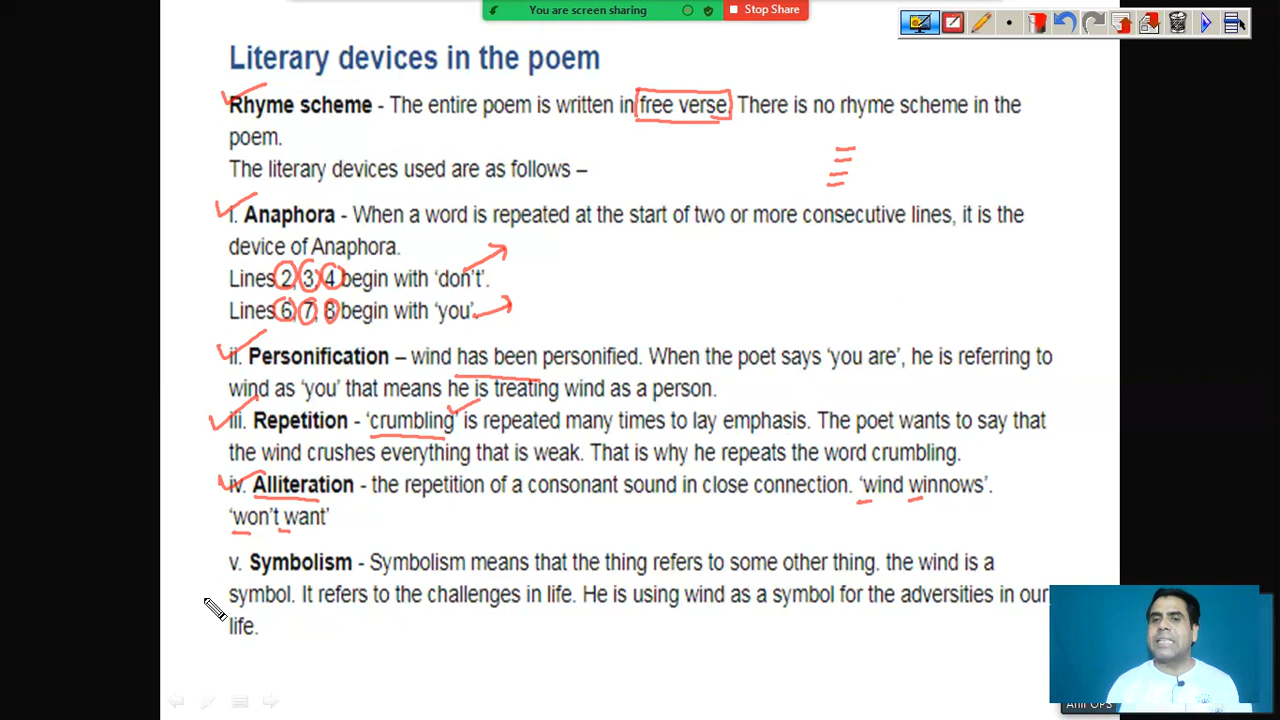 You are screen sharing
Stop Share
Literary devices in the poem
Rhyme scheme - The entire poem is written in free verse. There is no rhyme scheme in the
poem.
The literary devices used are as follows –
i. Anaphora - When a word is repeated at the start of two or more consecutive lines, it is the
device of Anaphora.
Lines 2, 3, 4 begin with ‘don’t’.
Lines 6, 7, 8 begin with ‘you’.
ii. Personification – wind has been personified. When the poet says ‘you are’, he is referring to
wind as ‘you’ that means he is treating wind as a person.
iii. Repetition - ‘crumbling’ is repeated many times to lay emphasis. The poet wants to say that
the wind crushes everything that is weak. That is why he repeats the word crumbling.
iv. Alliteration - the repetition of a consonant sound in close connection. ‘wind winnows’.
‘won’t want’
v. Symbolism - Symbolism means that the thing refers to some other thing. the wind is a
symbol. It refers to the challenges in life. He is using wind as a symbol for the adversities in our
life.